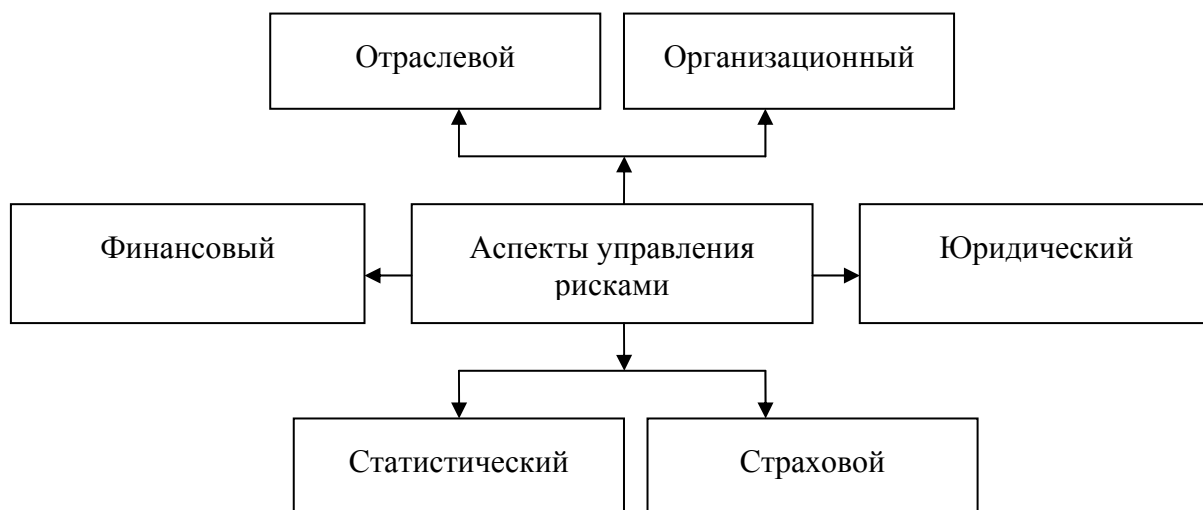 Отраслевой
Организационный
Финансовый
Аспекты управления
рисками
Юридический
Статистический
Страховой